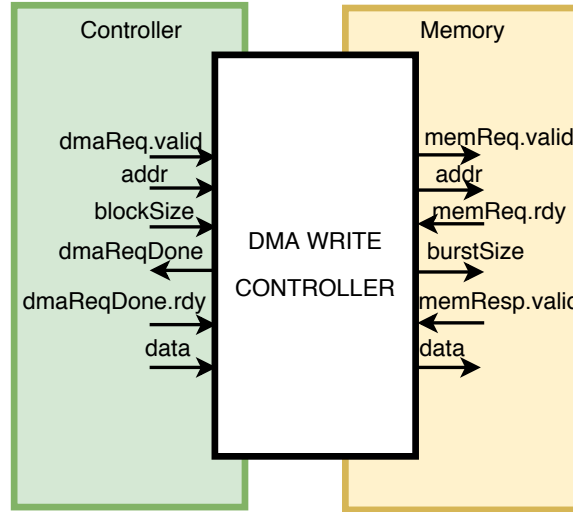 Controller
Memory
dmaReq.valid
addr
blockSize
dmaReqDone
dmaReqDone.rdy
data
DMA WRITE
CONTROLLER
memReq.valid
addr
memReq.rdy
burstSize
memResp.valid
data